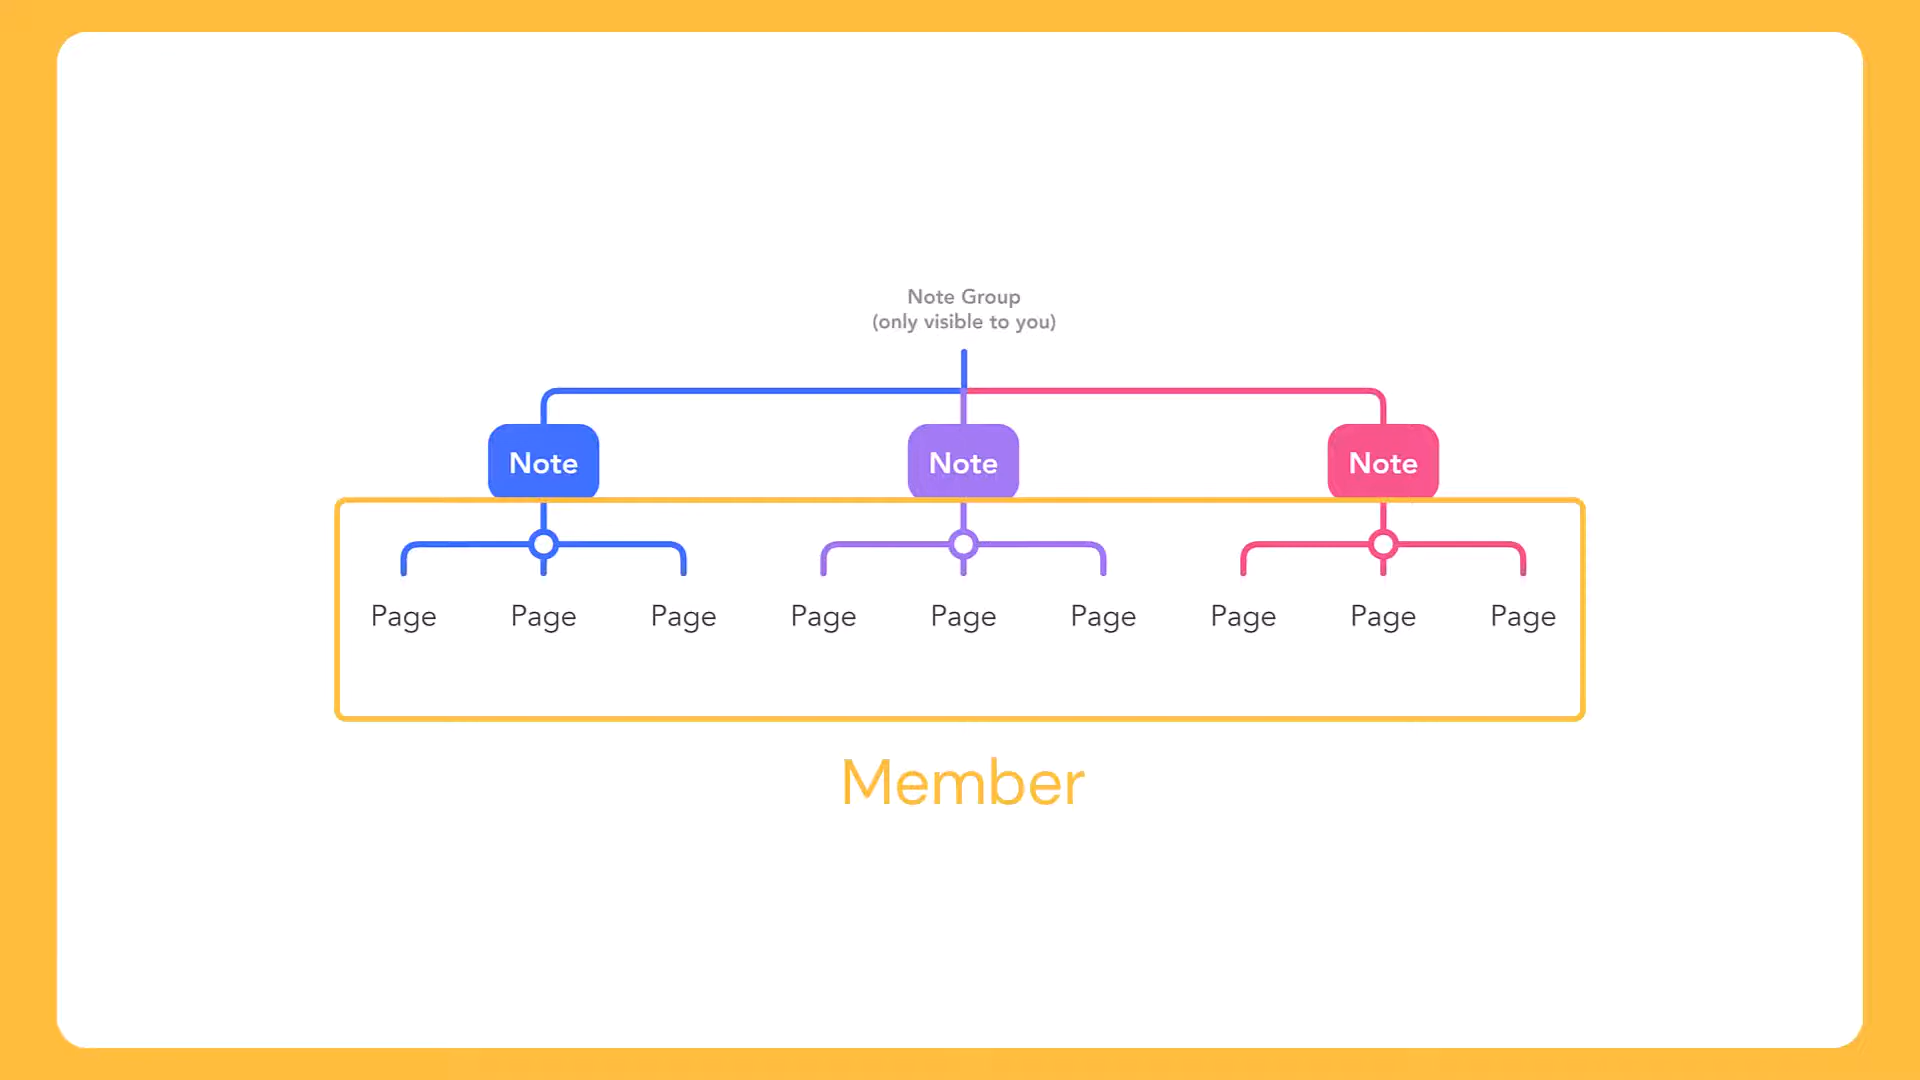 Note Group
(only visible to you)
Note Note Note
Page Page Page Page Page Page Page Page Page
Member